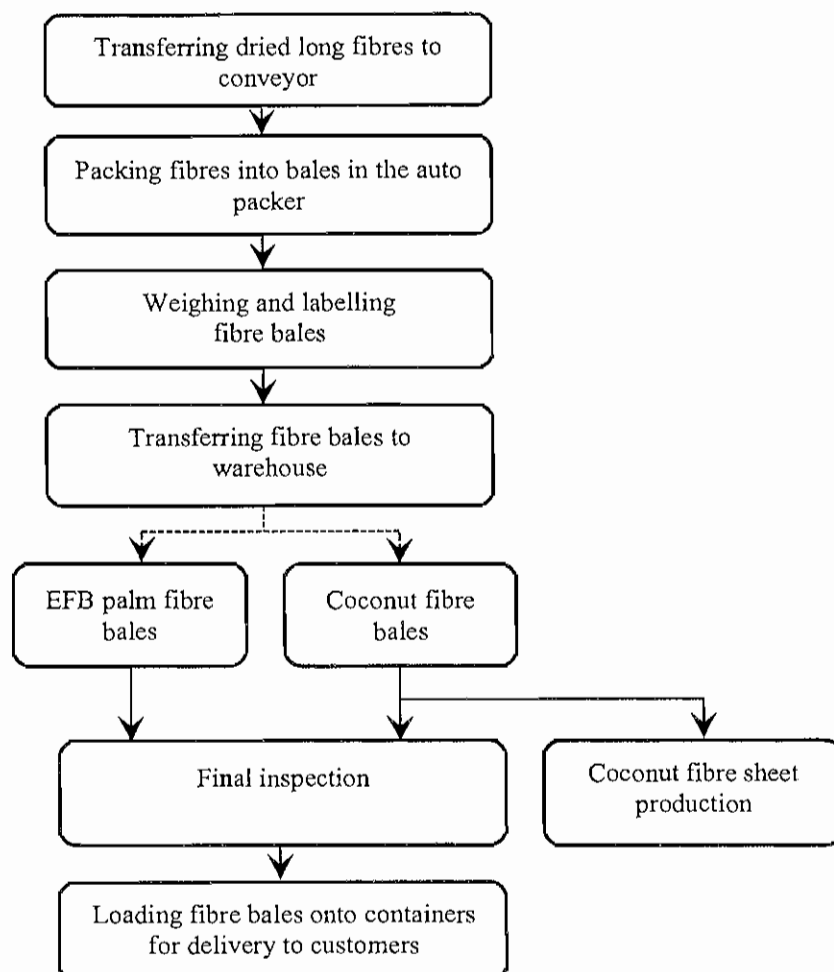 Transferring dried long fibres to
conveyor
Packing fibres into bales in the auto
packer
Weighing and labelling
fibre bales
Transferring fibre bales to
warehouse
EFB palm fibre
bales
Coconut fibre
bales
Final inspection
Coconut fibre sheet
production
Loading fibre bales onto containers
for delivery to customers